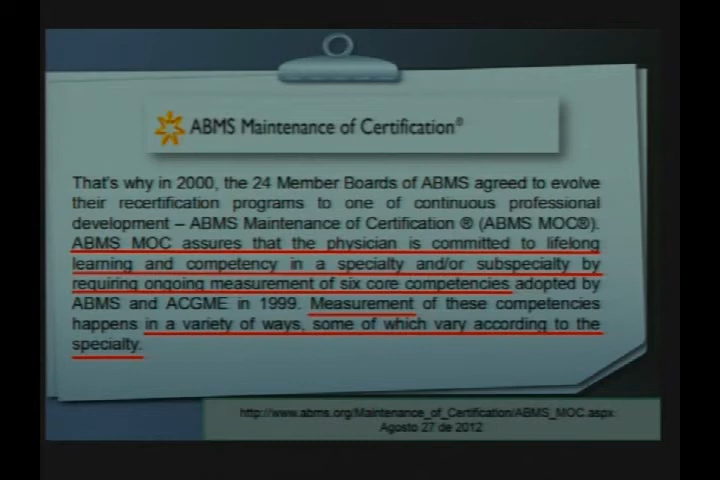 ABMS Maintenance of Certification®
That's why in 2000, the 24 Member Boards of ABMS agreed to evolve
their recertification programs to one of continuous professional
development – ABMS Maintenance of Certification ® (ABMS MOC®).
ABMS MOC assures that the physician is committed to lifelong
learning and competency in a specialty and/or subspecialty by
requiring ongoing measurement of six core competencies adopted by
ABMS and ACGME in 1999. Measurement of these competencies
happens in a variety of ways, some of which vary according to the
specialty.
http://www.abms.org/Maintenance_of_Certification/ABMS_MOC.aspx
Agosto 27 de 2012